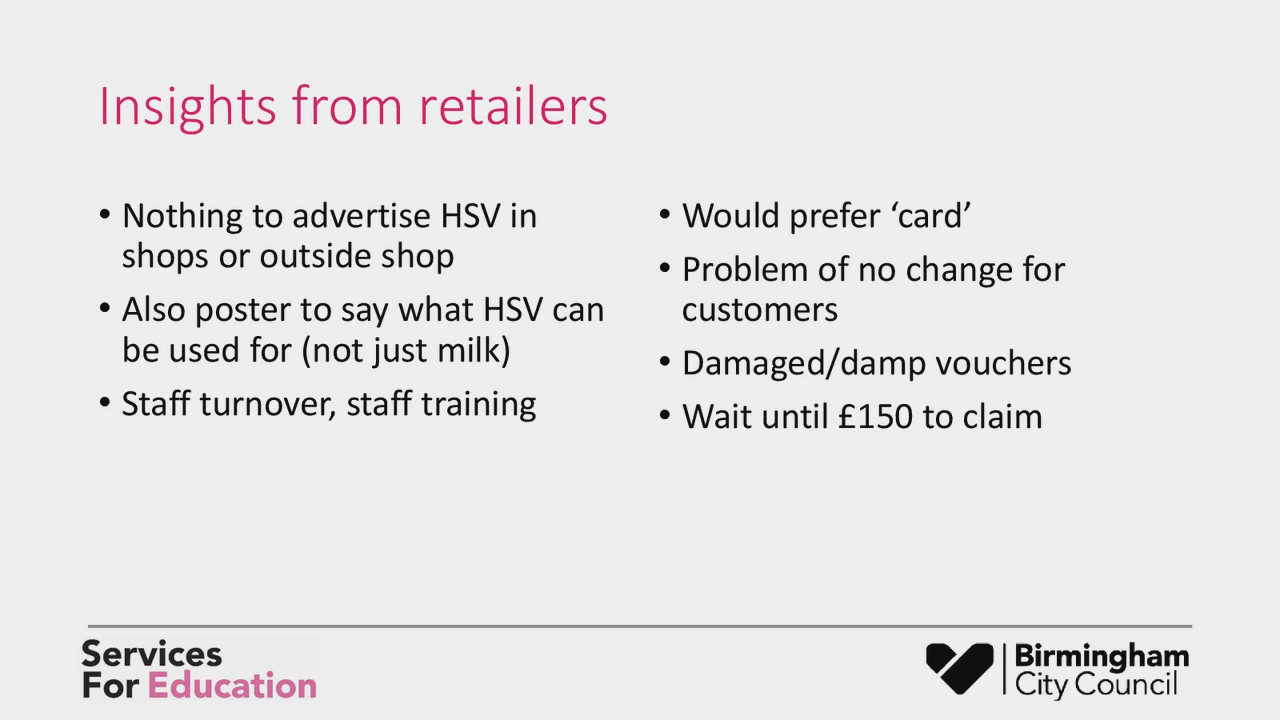 Insights from retailers
• Nothing to advertise HSV in
shops or outside shop
• Also poster to say what HSV can
be used for (not just milk)
• Staff turnover, staff training
• Would prefer ‘card’
• Problem of no change for
customers
• Damaged/damp vouchers
• Wait until £150 to claim
Services
For Education
Birmingham
City Council